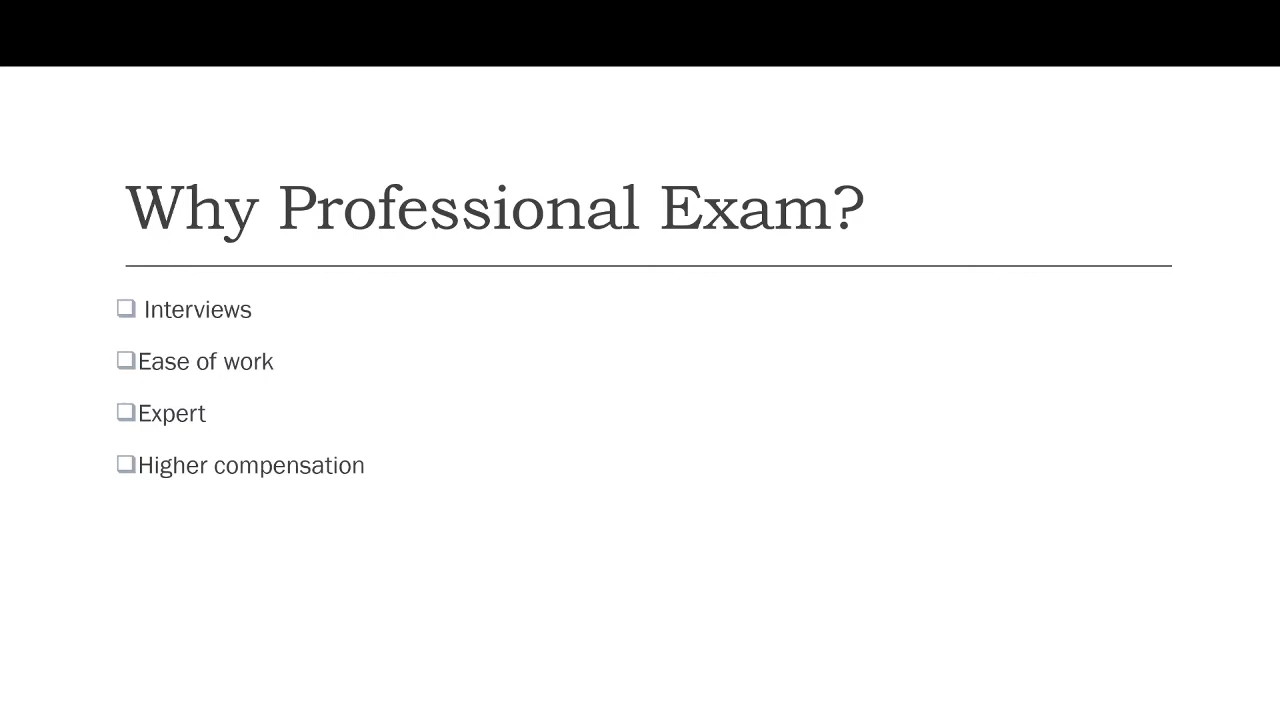 Why Professional Exam?
Interviews
Ease of work
Expert
Higher compensation